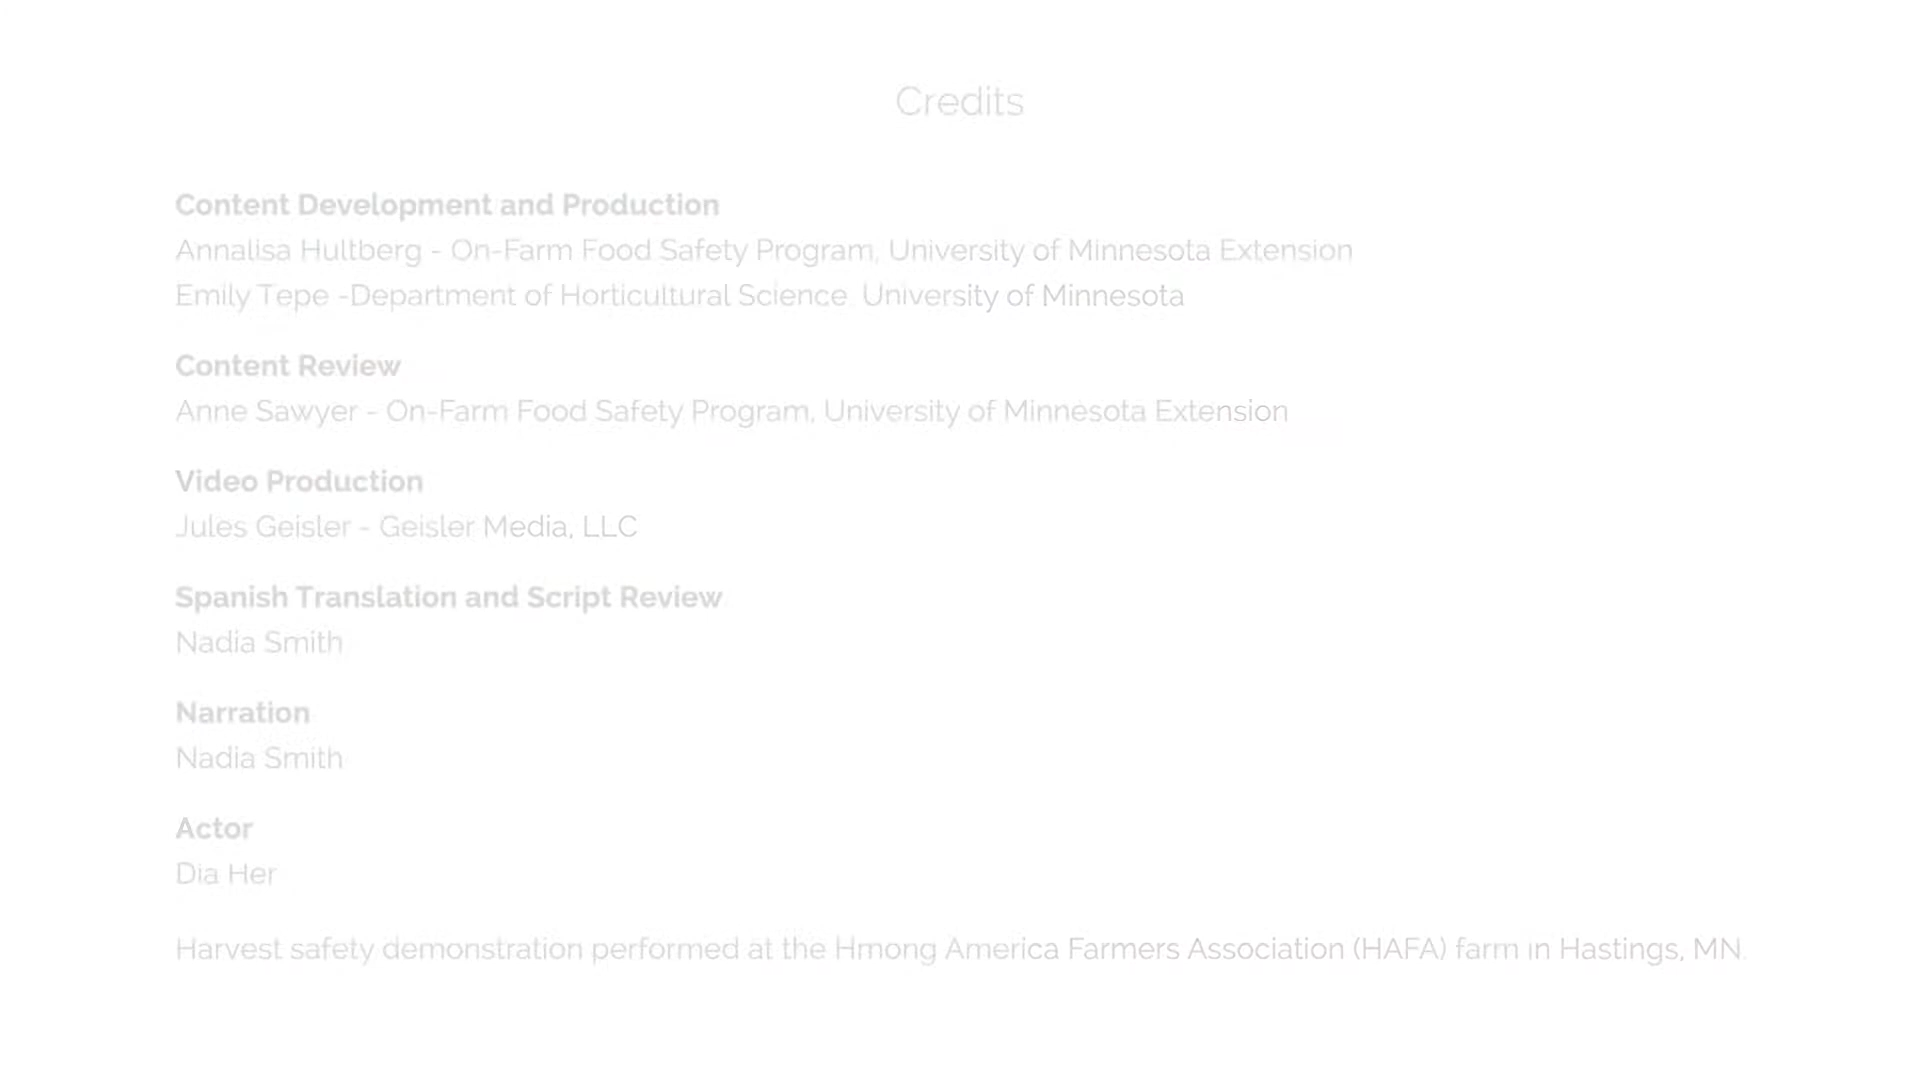 Credits
Content Development and Production
Annalisa Hultberg - On-Farm Food Safety Program, University of Minnesota Extension
Emily Tepe -Department of Horticultural Science University of Minnesota
Content Review
Anne Sawyer - On-Farm Food Safety Program, University of Minnesota Extension
Video Production
Jules Geisler - Geisler Media, LLC
Spanish Translation and Script Review
Nadia Smith
Narration
Nadia Smith
Actor
Dia Her
Harvest safety demonstration performed at the Hmong America Farmers Association (HAFA) farm in Hastings, MN.